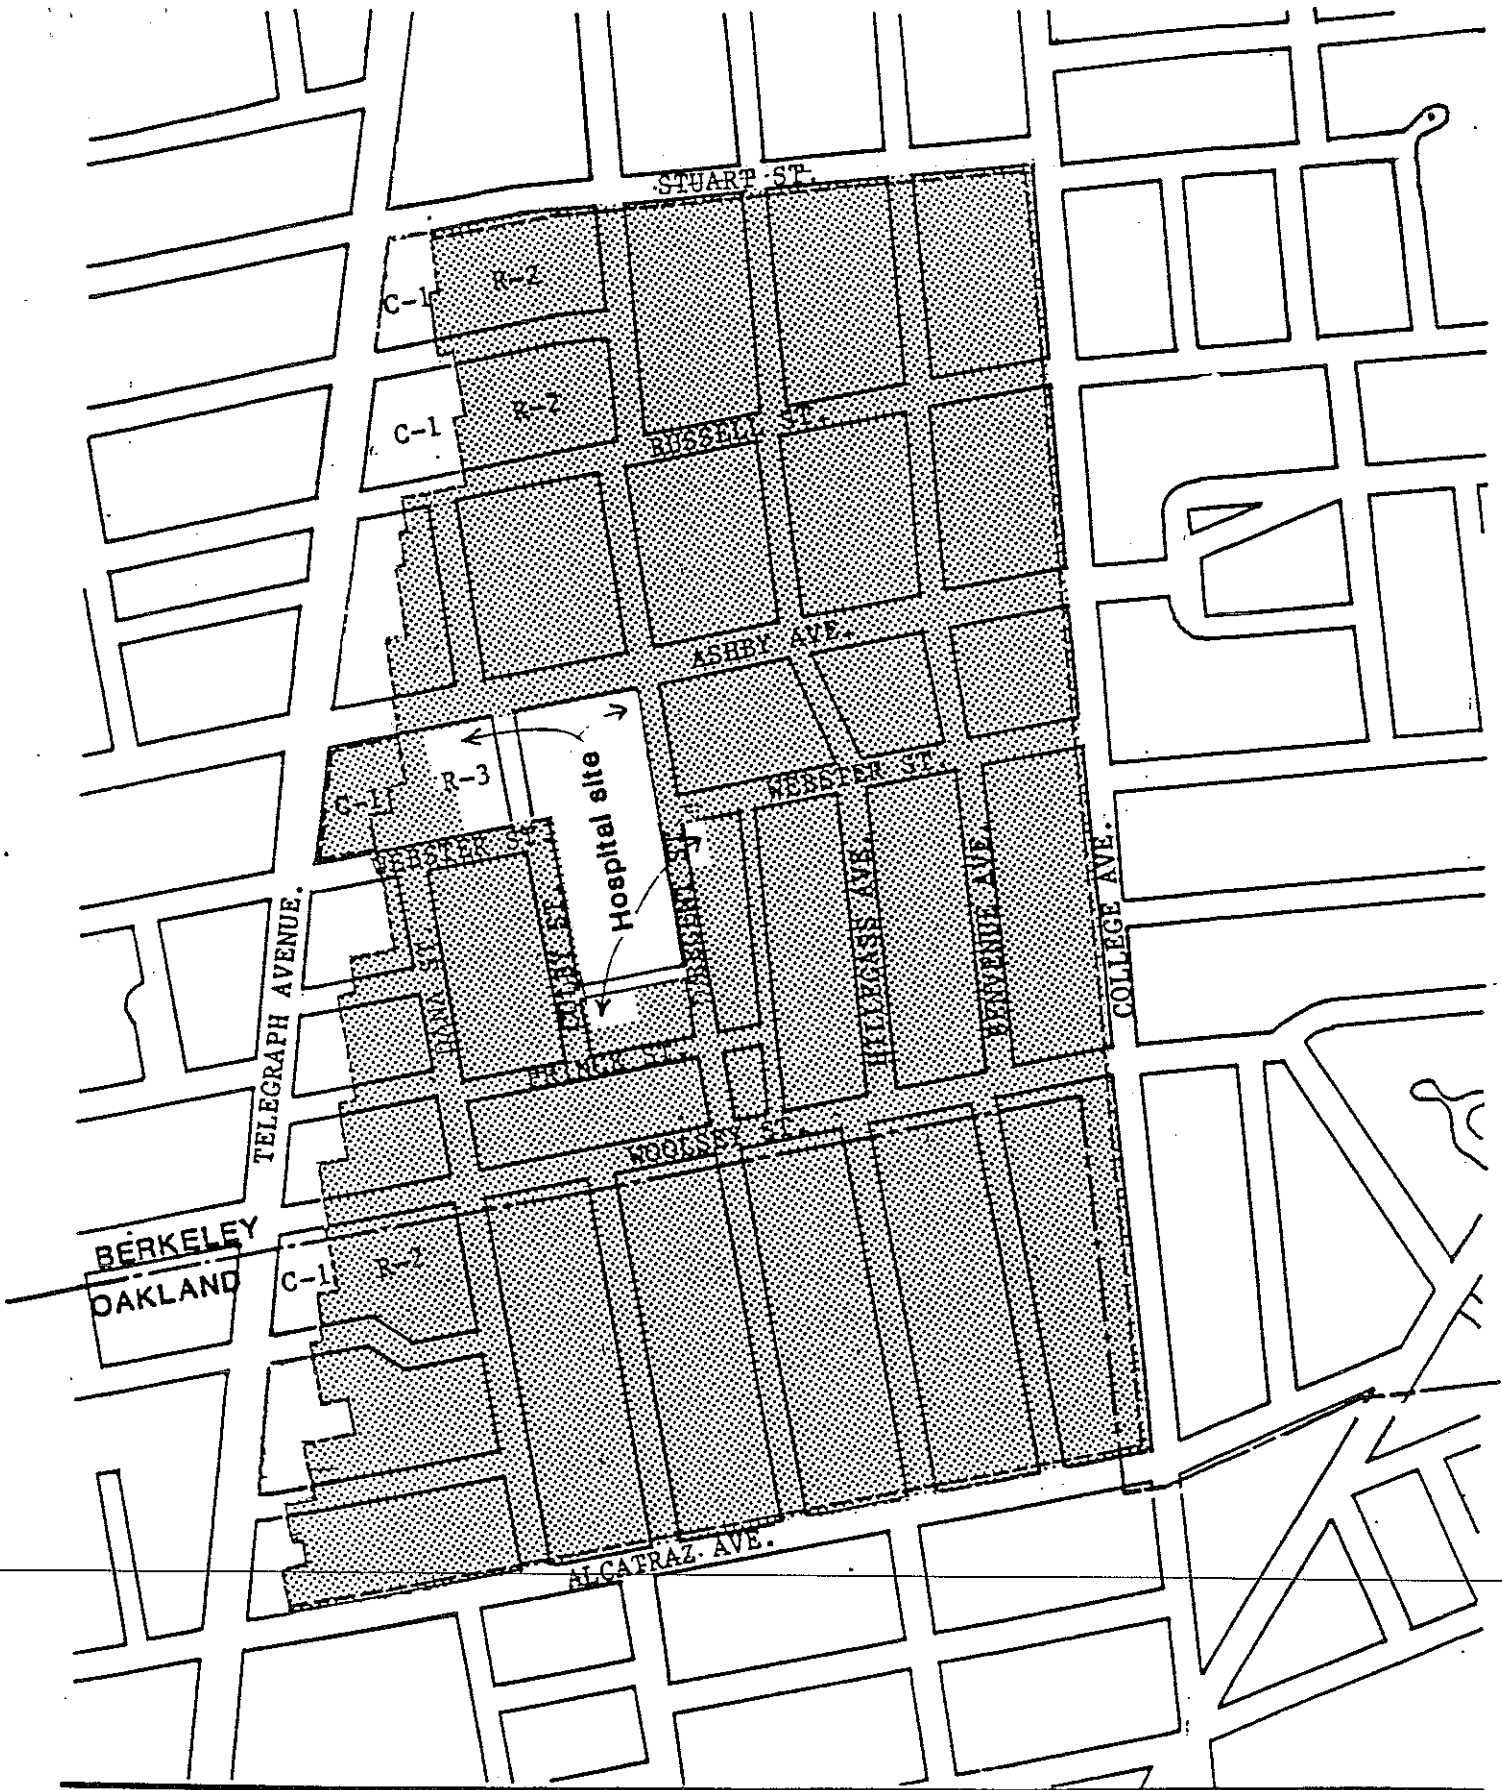 STUART ST.
R-2
C-1
R-2
C-1
RUSSELL ST.
ASHBY AVE.
R-3
C-1
Hospital site
WEBSTER ST.
WEBSTER ST.
TELEGRAPH AVENUE.
DANA ST.
COLBY ST.
REGENT ST.
HILLEGASS AVE.
BENVENUE AVE.
COLLEGE AVE.
PRINCE ST.
WOOLSEY ST.
BERKELEY
OAKLAND
C-1
R-2
ALCATRAZ AVE.